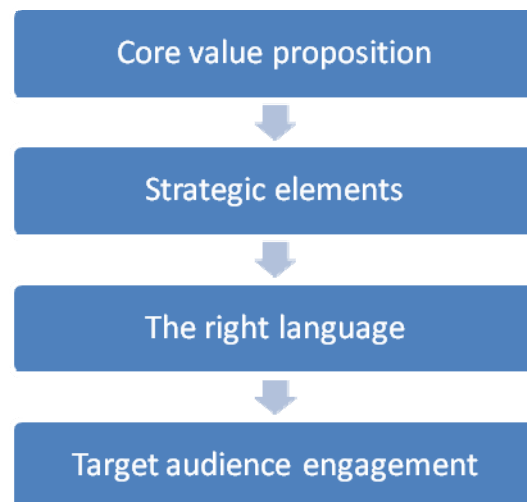 Core value proposition
Strategic elements
The right language
Target audience engagement